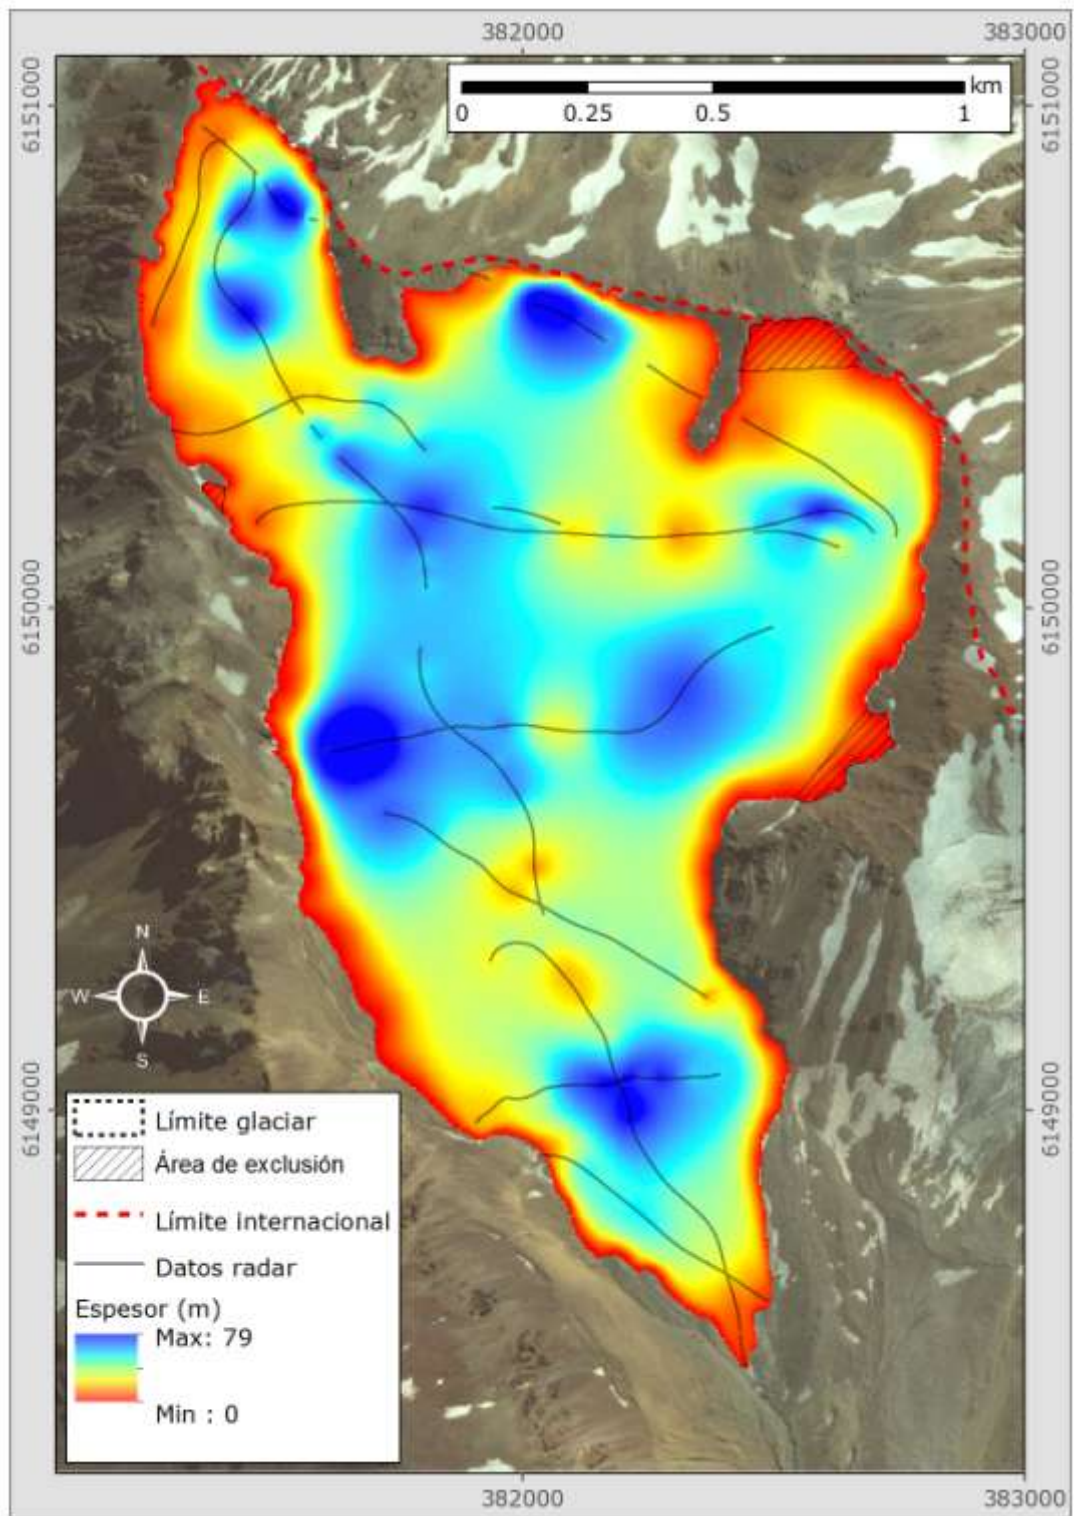 382000
383000
6151000
6151000
km
0
0.25
0.5
1
6150000
6150000
N
W
E
S
6149000
6149000
Límite glaciar
Área de exclusión
Límite internacional
Datos radar
Espesor (m)
Max: 79
Min : 0
382000
383000